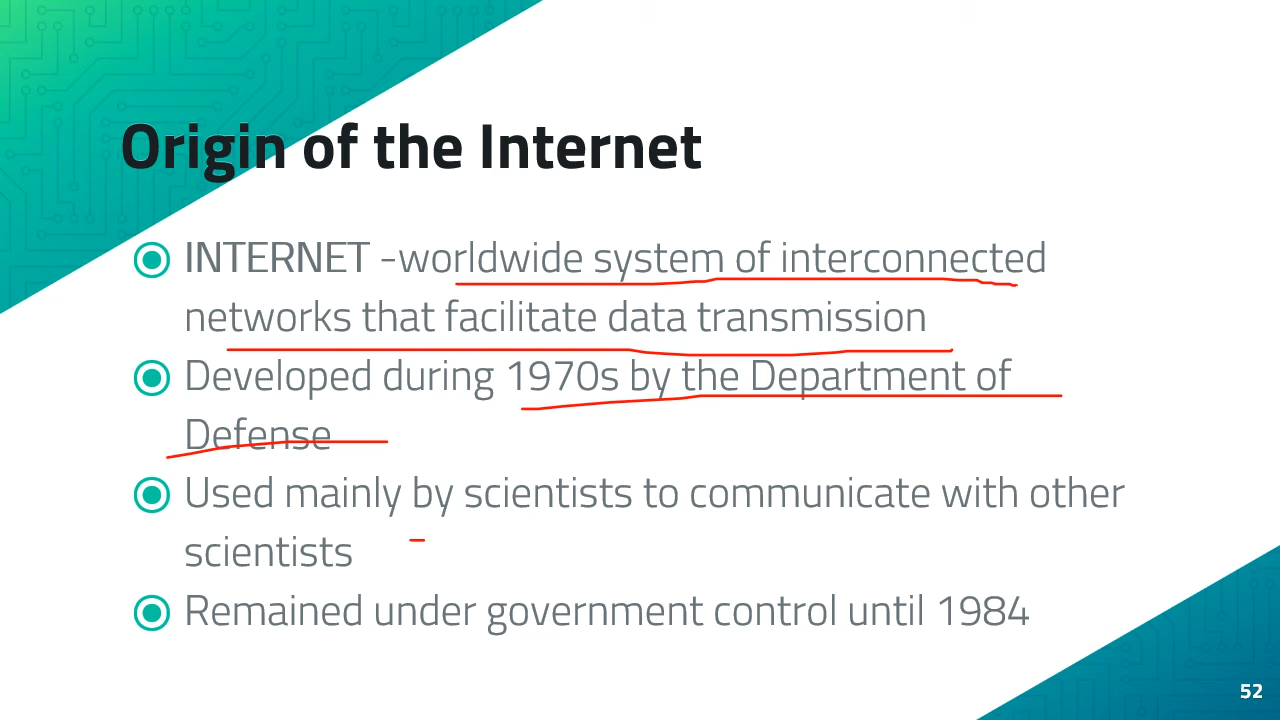 Origin of the Internet
INTERNET -worldwide system of interconnected
networks that facilitate data transmission
Developed during 1970s by the Department of
Defense
Used mainly by scientists to communicate with other
scientists
Remained under government control until 1984
52